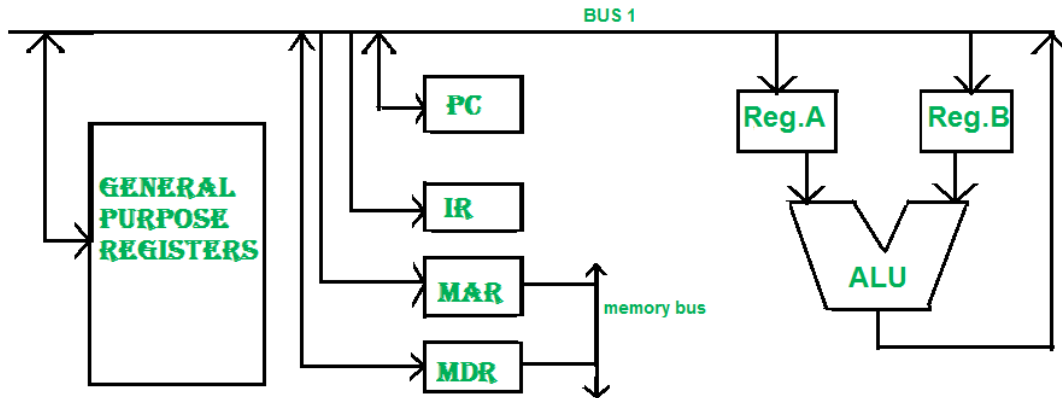 BUS 1
PC
Reg.A
Reg.B
GENERAL
PURPOSE
REGISTERS
IR
MAR
memory bus
MDR
ALU